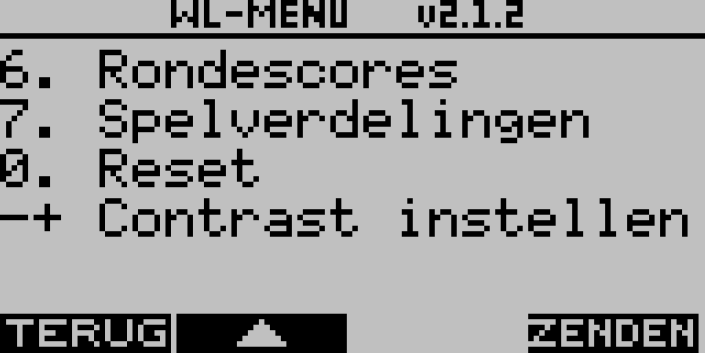 WL-MENU v2.1.2
6. Rondescores
7. Spelverdelingen
0. Reset
-+ Contrast instellen
TERUG ZENDEN